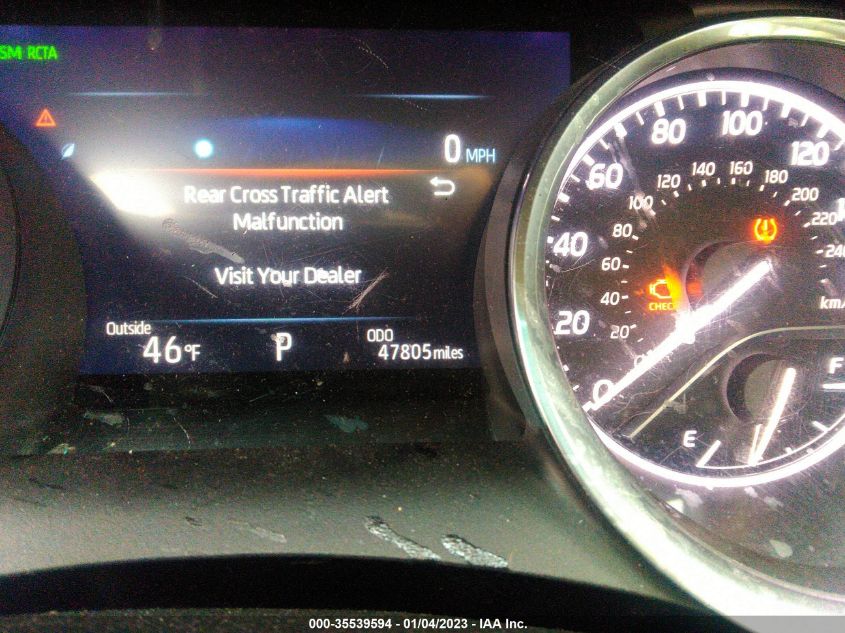 SM RCTA
0 MPH
Rear Cross Traffic Alert
Malfunction
Visit Your Dealer
Outside
46°F
P
ODO
47805 miles
0 20 40 60 80 100 120
20 40 60 80 100 120 140 160 180 200 220 240
km/
CHECK
E
F
000-35539594 - 01/04/2023 - IAA Inc.